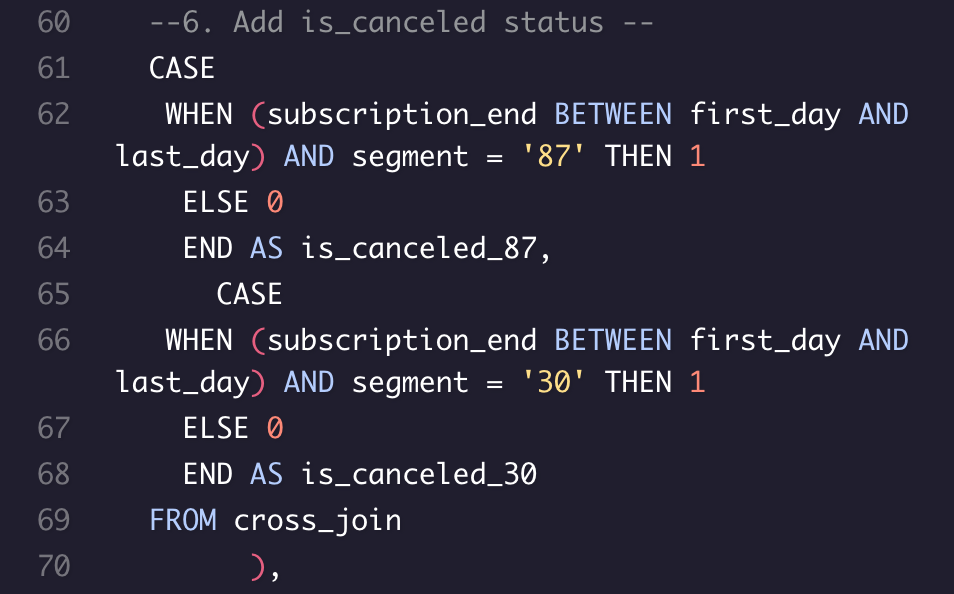 60 --6. Add is_canceled status --
61 CASE
62 WHEN (subscription_end BETWEEN first_day AND
last_day) AND segment = '87' THEN 1
63 ELSE 0
64 END AS is_canceled_87,
65 CASE
66 WHEN (subscription_end BETWEEN first_day AND
last_day) AND segment = '30' THEN 1
67 ELSE 0
68 END AS is_canceled_30
69 FROM cross_join
70 ),